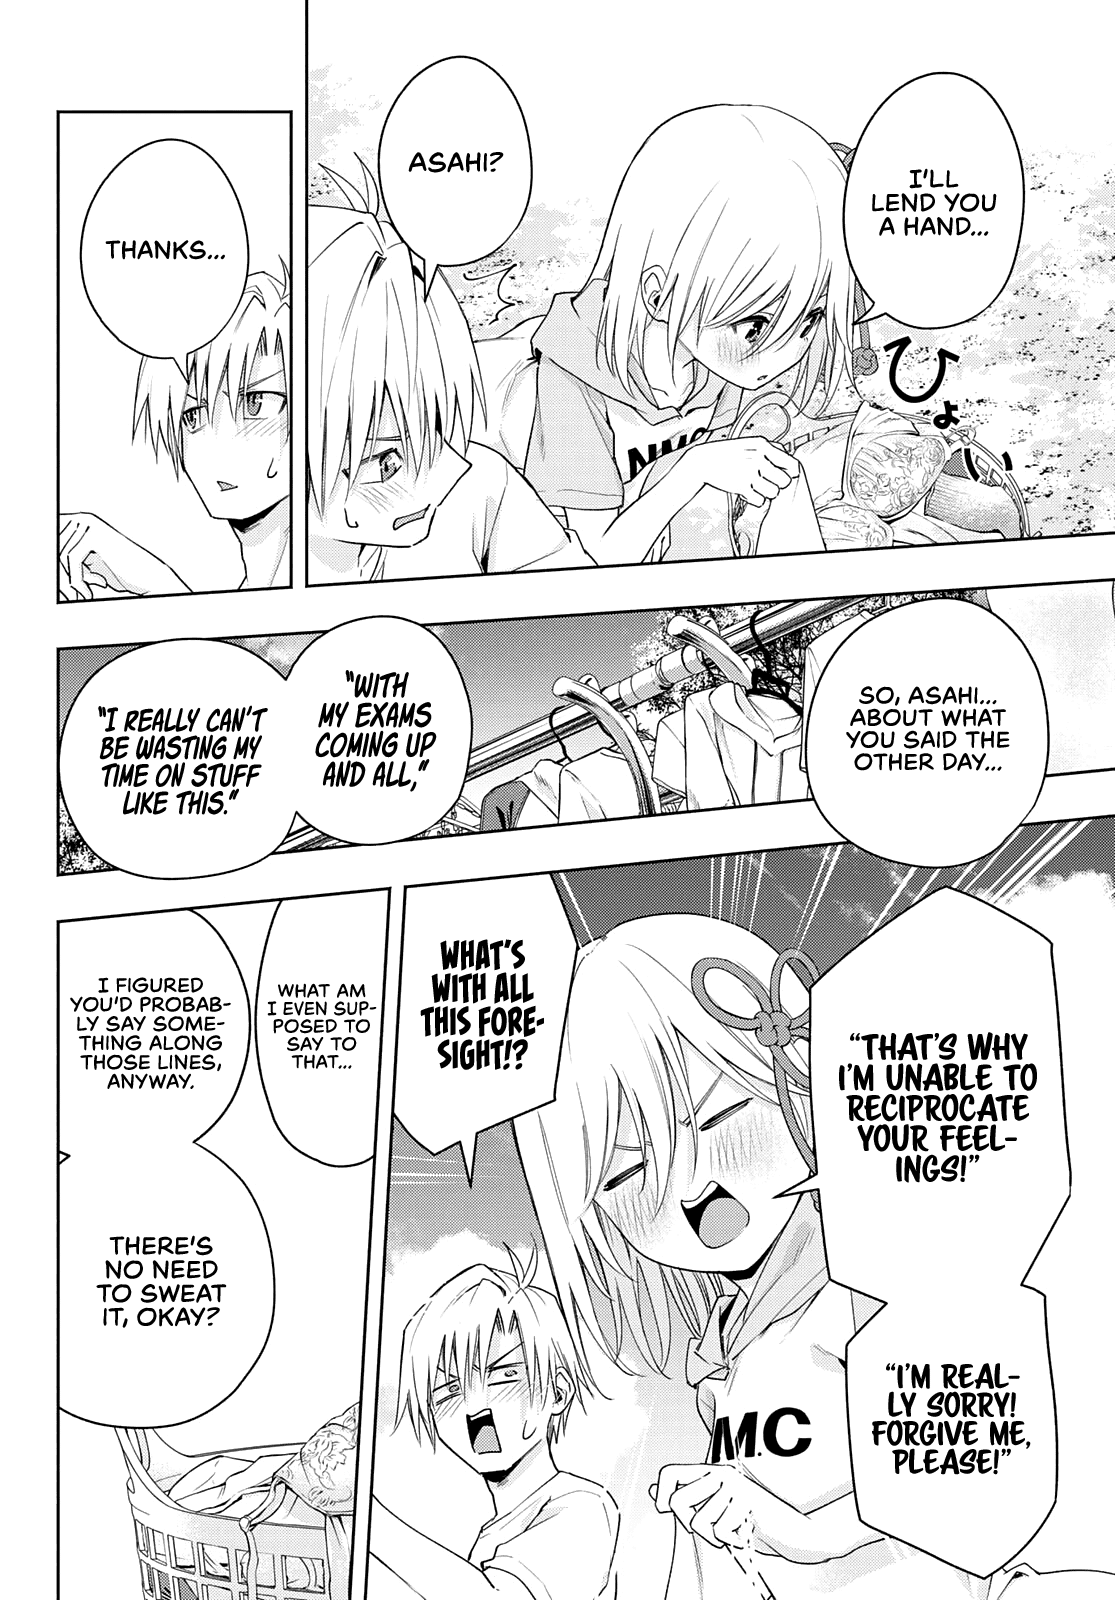 I'LL
LEND YOU
A HAND...
NMC
ひょい
ASAHI?
THANKS...
SO, ASAHI...
ABOUT WHAT
YOU SAID THE
OTHER DAY...
"WITH
MY EXAMS
COMING UP
AND ALL,"
"I REALLY CAN'T
BE WASTING MY
TIME ON STUFF
LIKE THIS."
"THAT'S WHY
I'M UNABLE TO
RECIPROCATE
YOUR FEEL-
INGS!"
"I'M REAL-
LY SORRY!
FORGIVE ME,
PLEASE!"
M.C
WHAT'S
WITH ALL
THIS FORE-
SIGHT!?
WHAT AM
I EVEN SUP-
POSED TO
SAY TO
THAT...
I FIGURED
YOU'D PROBAB-
LY SAY SOME-
THING ALONG
THOSE LINES,
ANYWAY.
THERE'S
NO NEED
TO SWEAT
IT, OKAY?